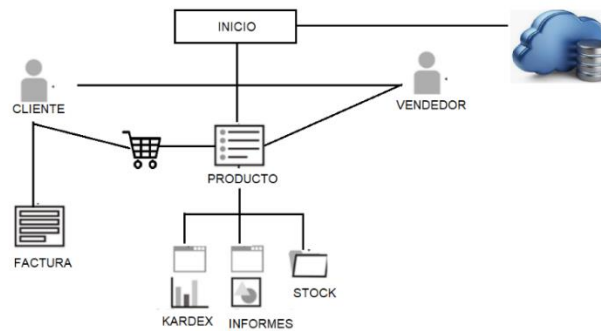 INICIO
CLIENTE
VENDEDOR
PRODUCTO
FACTURA
KARDEX
INFORMES
STOCK